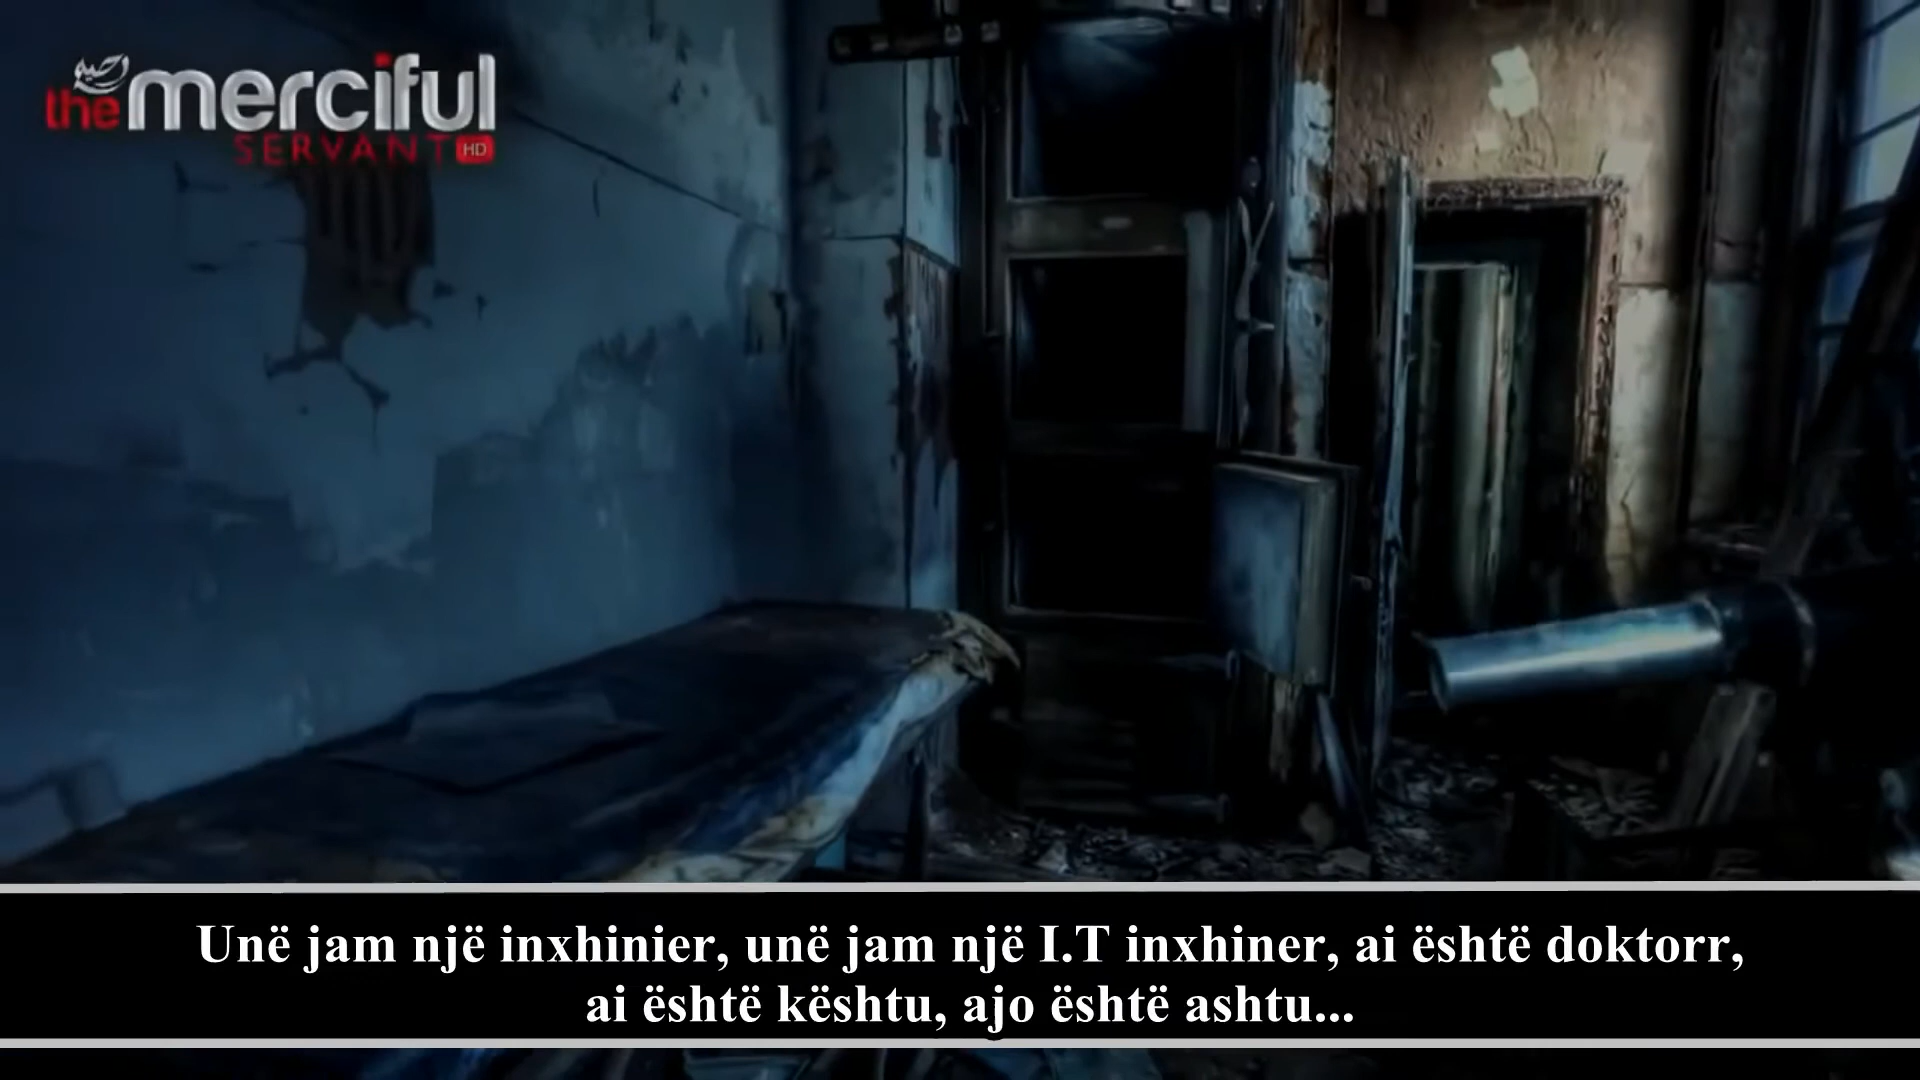 the merciful
SERVANT HD
Unë jam një inxhinier, unë jam një I.T inxhiner, ai është doktorr,
ai është kështu, ajo është ashtu...